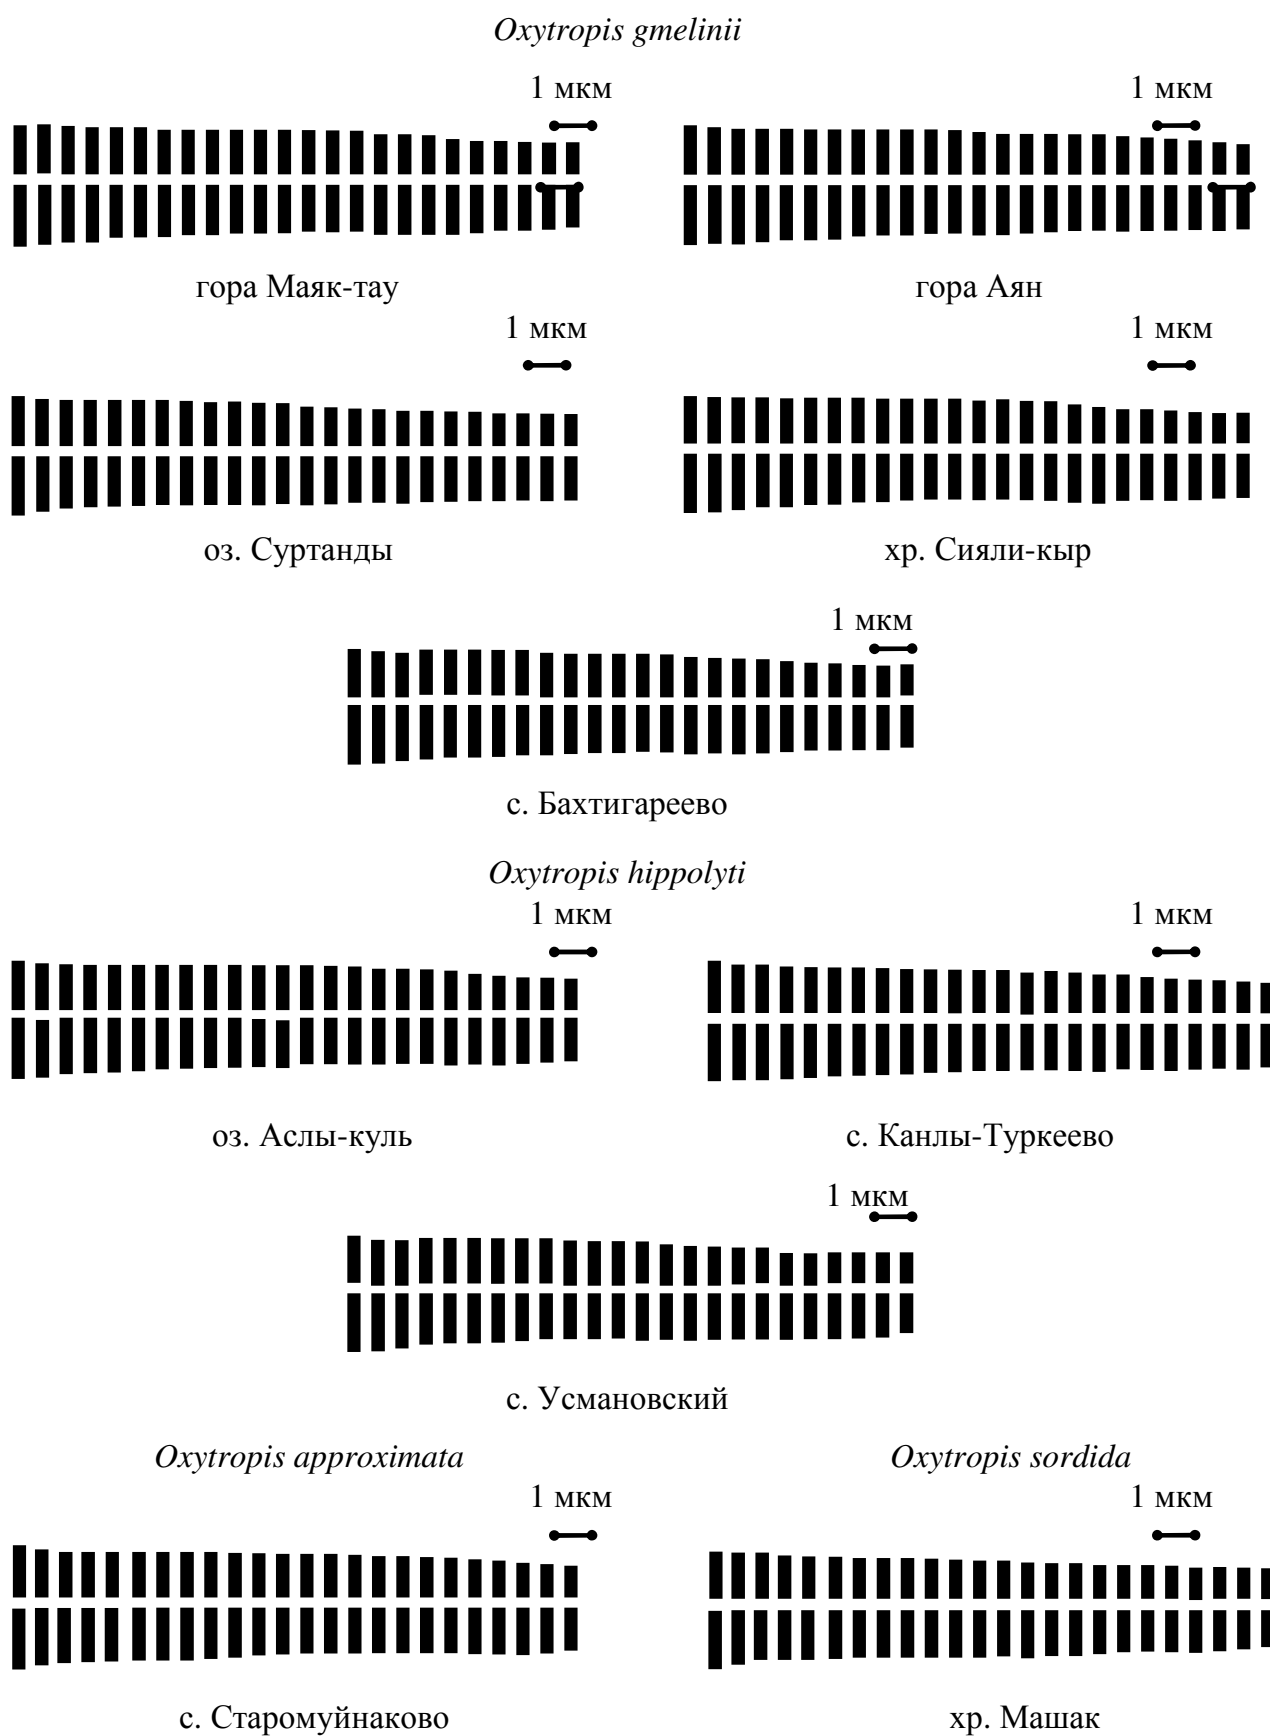 Oxytropis gmelinii
1 мкм
1 мкм
гора Маяк-тау
гора Аян
1 мкм
1 мкм
оз. Суртанды
хр. Сияли-кыр
1 мкм
с. Бахтигареево
Oxytropis hippolyti
1 мкм
1 мкм
оз. Аслы-куль
с. Канлы-Туркеево
1 мкм
с. Усмановский
Oxytropis approximata
Oxytropis sordida
1 мкм
1 мкм
с. Старомуйнаково
хр. Машак